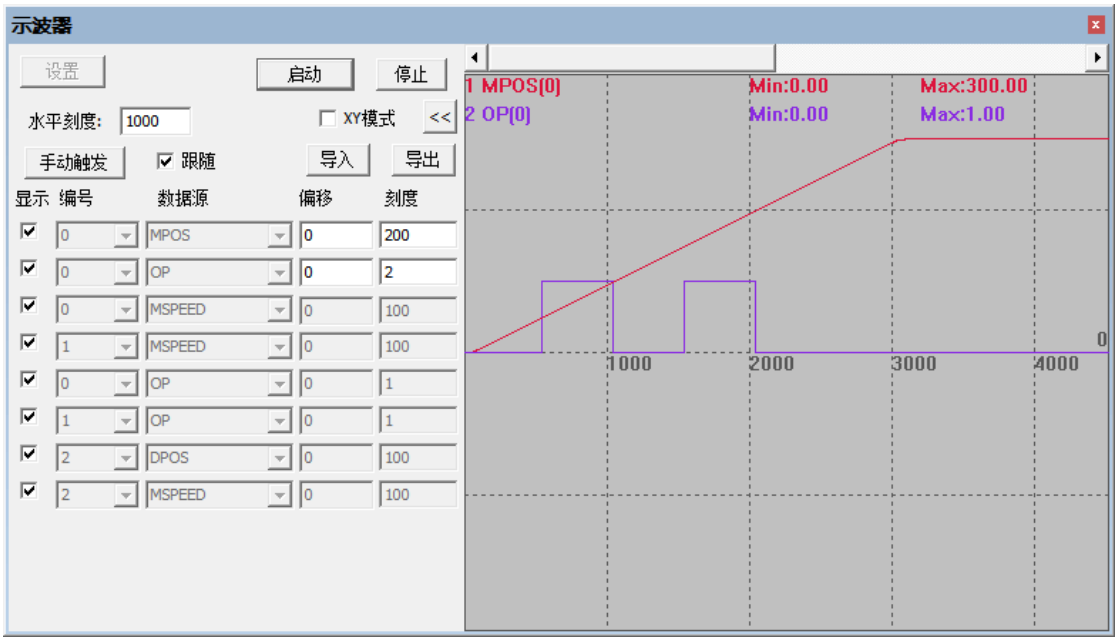 示波器
设置 启动 停止
水平刻度: 1000 XY模式 <<
手动触发 跟随 导入 导出
显示 编号 数据源 偏移 刻度
0 MPOS 0 200
0 OP 0 2
0 MSPEED 0 100
1 MSPEED 0 100
0 OP 0 1
1 OP 0 1
2 DPOS 0 100
2 MSPEED 0 100
1 MPOS(0) Min:0.00 Max:300.00
2 OP(0) Min:0.00 Max:1.00
0
1000 2000 3000 4000